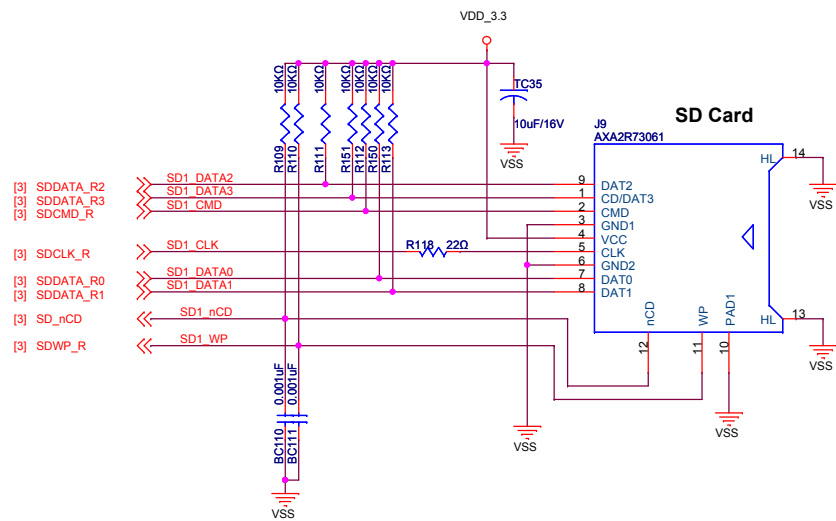 VDD_3.3
10KΩ
10KΩ
10KΩ
10KΩ
10KΩ
10KΩ
10KΩ
R109
R110
R111
R151
R112
R150
R113
TC35
10uF/16V
VSS
SD Card
J9
AXA2R73061
[3] SDDATA_R2 SD1_DATA2 9 DAT2
[3] SDDATA_R3 SD1_DATA3 1 CD/DAT3
[3] SDCMD_R SD1_CMD 2 CMD
3 GND1
4 VCC
[3] SDCLK_R SD1_CLK R118 22Ω 5 CLK
6 GND2
[3] SDDATA_R0 SD1_DATA0 7 DAT0
[3] SDDATA_R1 SD1_DATA1 8 DAT1
[3] SD_nCD SD1_nCD
[3] SDWP_R SD1_WP
HL 14
VSS
HL 13
VSS
nCD
WP
PAD1
12
11
10
0.001uF
0.001uF
BC110
BC111
VSS
VSS
VSS